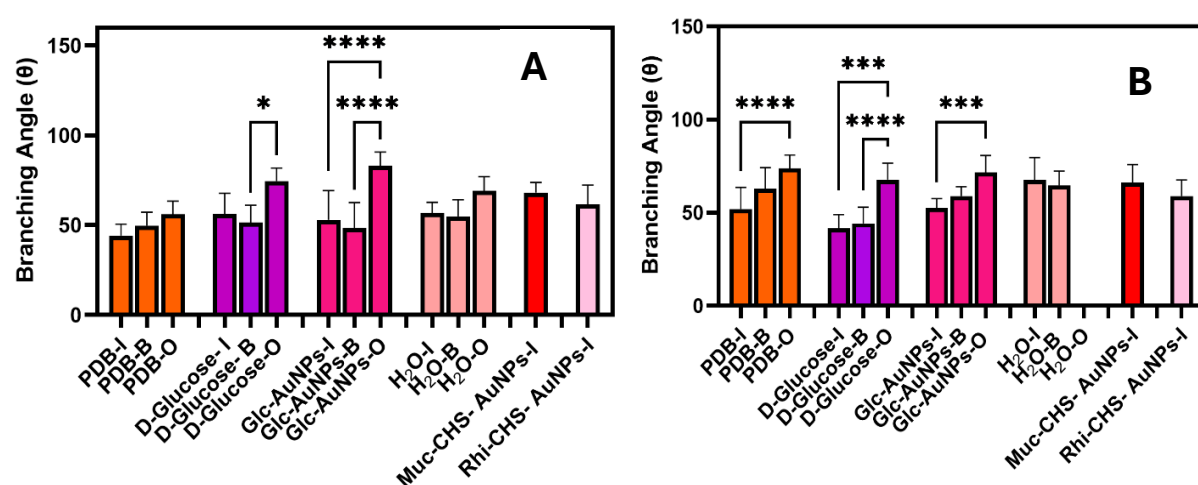 A
Branching Angle (θ)
150
100
50
0
*
****
****
PDB-I
PDB-B
PDB-O
D-Glucose- I
D-Glucose- B
D-Glucose-O
Glc-AuNPs-I
Glc-AuNPs-B
Glc-AuNPs-O
H₂O-I
H₂O-B
H₂O-O
Muc-CHS- AuNPs-I
Rhi-CHS- AuNPs-I
B
Branching Angle (θ)
150
100
50
0
****
***
****
***
PDB-I
PDB-B
PDB-O
D-Glucose-I
D-Glucose-B
D-Glucose-O
Glc-AuNPs-I
Glc-AuNPs-B
Glc-AuNPs-O
H₂O-I
H₂O-B
H₂O-O
Muc-CHS- AuNPs-I
Rhi-CHS- AuNPs-I